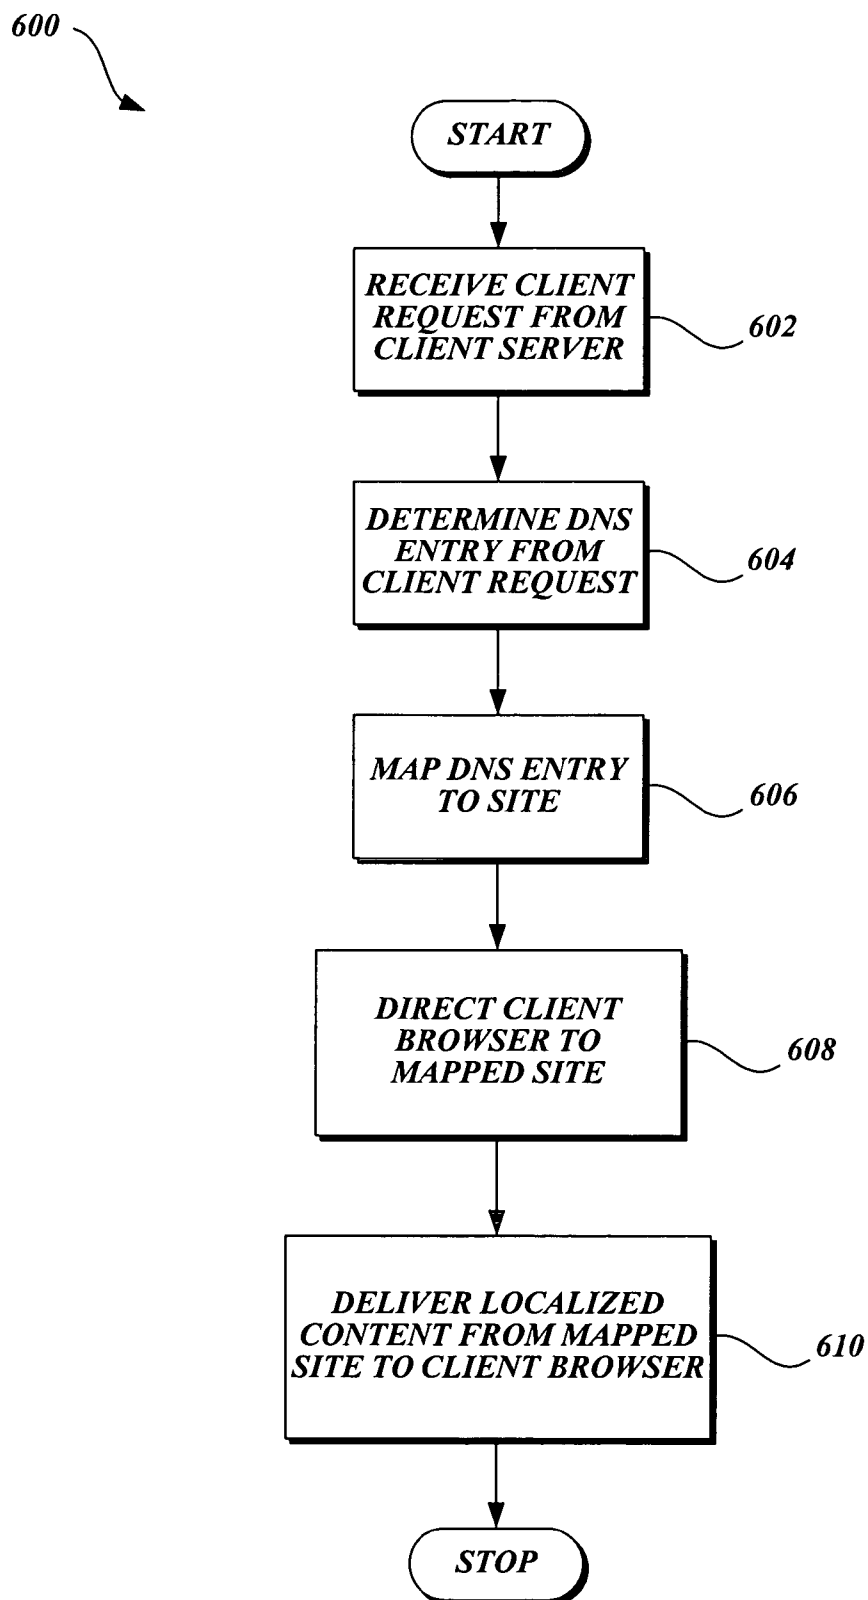 600
START
RECEIVE CLIENT
REQUEST FROM
CLIENT SERVER
602
DETERMINE DNS
ENTRY FROM
CLIENT REQUEST
604
MAP DNS ENTRY
TO SITE
606
DIRECT CLIENT
BROWSER TO
MAPPED SITE
608
DELIVER LOCALIZED
CONTENT FROM MAPPED
SITE TO CLIENT BROWSER
610
STOP